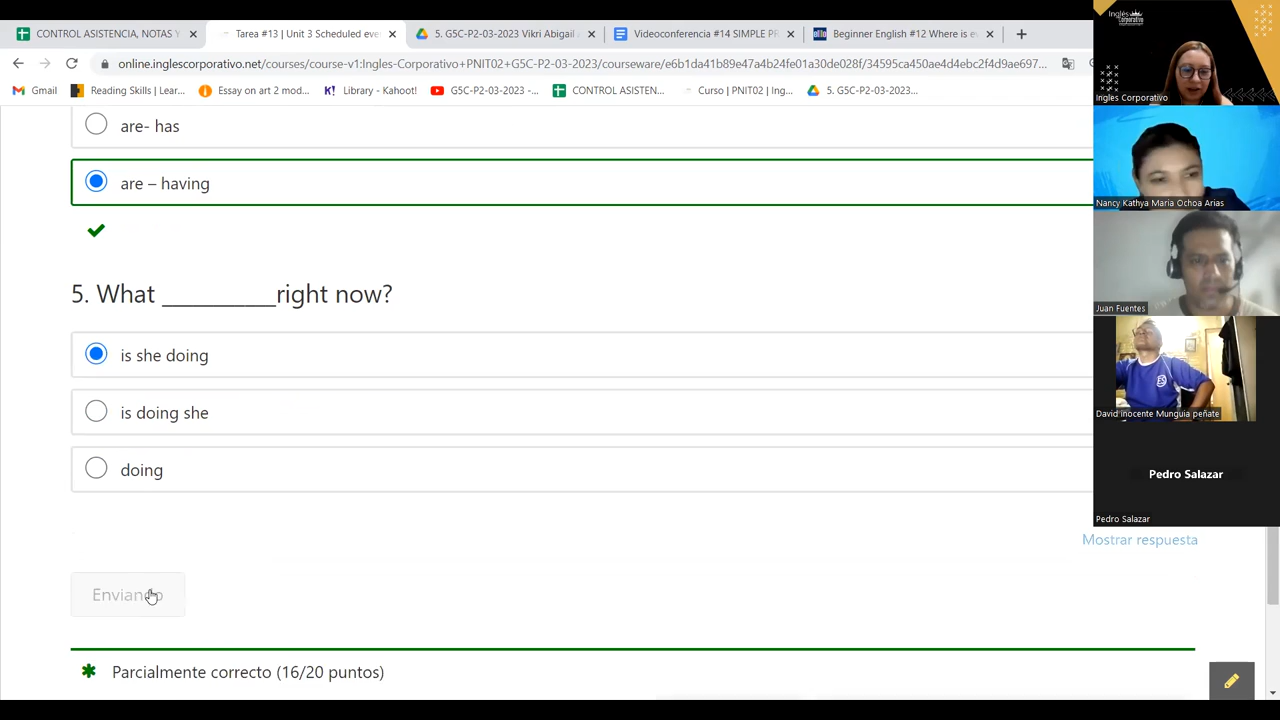 CONTROL ASISTENCIA, NOTAS Y
Tarea #13 | Unit 3 Scheduled eve
G5C-P2-03-2023 Vikri Abigail
Videoconferencia #14 SIMPLE PR
Beginner English #12 Where is e
online.inglescorporativo.net/courses/course-v1:Ingles-Corporativo+PNIT02+G5C-P2-03-2023/courseware/e6b1da41b89e47a4b24fe01a30de028f/34595ca450ae4d4ebc2f4d9ae697...
Gmail
Reading Skills | Lear...
Essay on art 2 mod...
Library - Kahoot!
G5C-P2-03-2023 -...
CONTROL ASISTEN...
Curso | PNIT02 | Ing...
5. G5C-P2-03-2023...
are- has
are – having
5. What __________right now?
is she doing
is doing she
doing
Mostrar respuesta
Enviando
Parcialmente correcto (16/20 puntos)
Inglés
Corporativo
Ingles Corporativo
Nancy Kathya Maria Ochoa Arias
Juan Fuentes
David inocente Munguia peñate
Pedro Salazar
Pedro Salazar